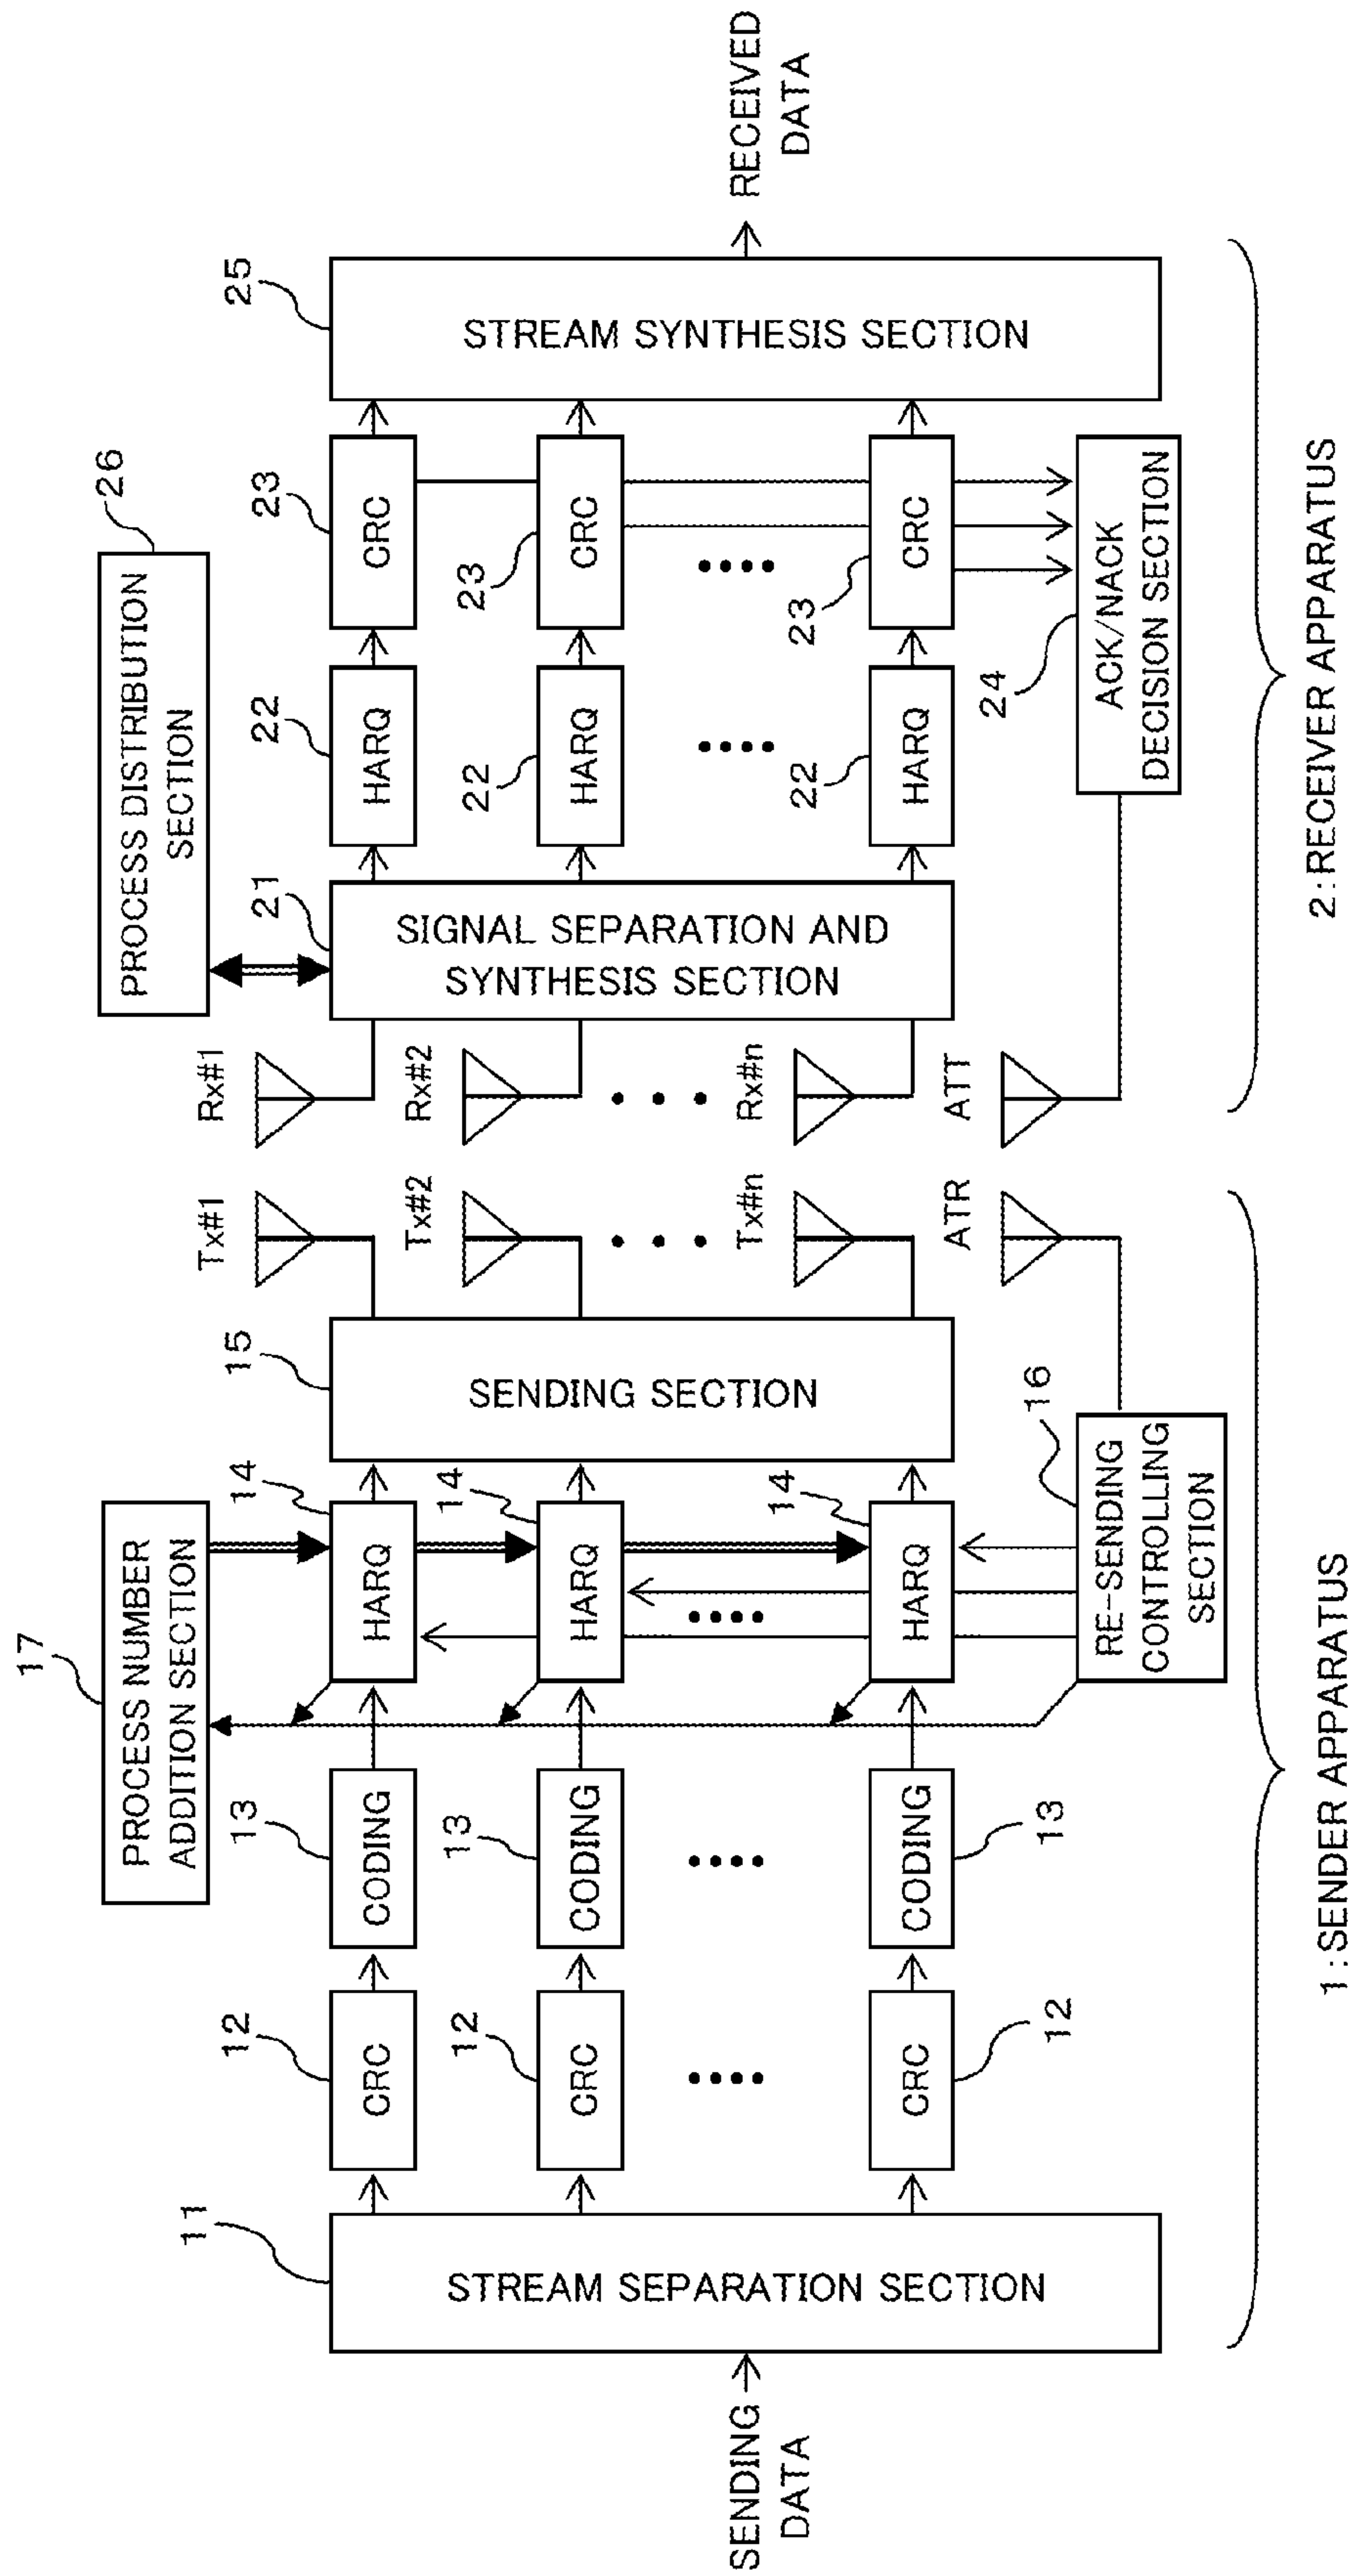 17
PROCESS NUMBER
ADDITION SECTION
26
PROCESS DISTRIBUTION
SECTION
11
12
13
14
15
Tx#1
Rx#1
21
22
23
25
CRC
CODING
HARQ
HARQ
CRC
12
13
14
Tx#2
Rx#2
22
23
CRC
CODING
HARQ
HARQ
CRC
STREAM SEPARATION SECTION
SENDING SECTION
SIGNAL SEPARATION AND
SYNTHESIS SECTION
STREAM SYNTHESIS SECTION
SENDING
DATA
RECEIVED
DATA
14
Tx#n
Rx#n
22
23
CRC
CODING
HARQ
HARQ
CRC
12
13
16
ATR
ATT
24
RE-SENDING
CONTROLLING
SECTION
ACK/NACK
DECISION SECTION
1:SENDER APPARATUS
2:RECEIVER APPARATUS